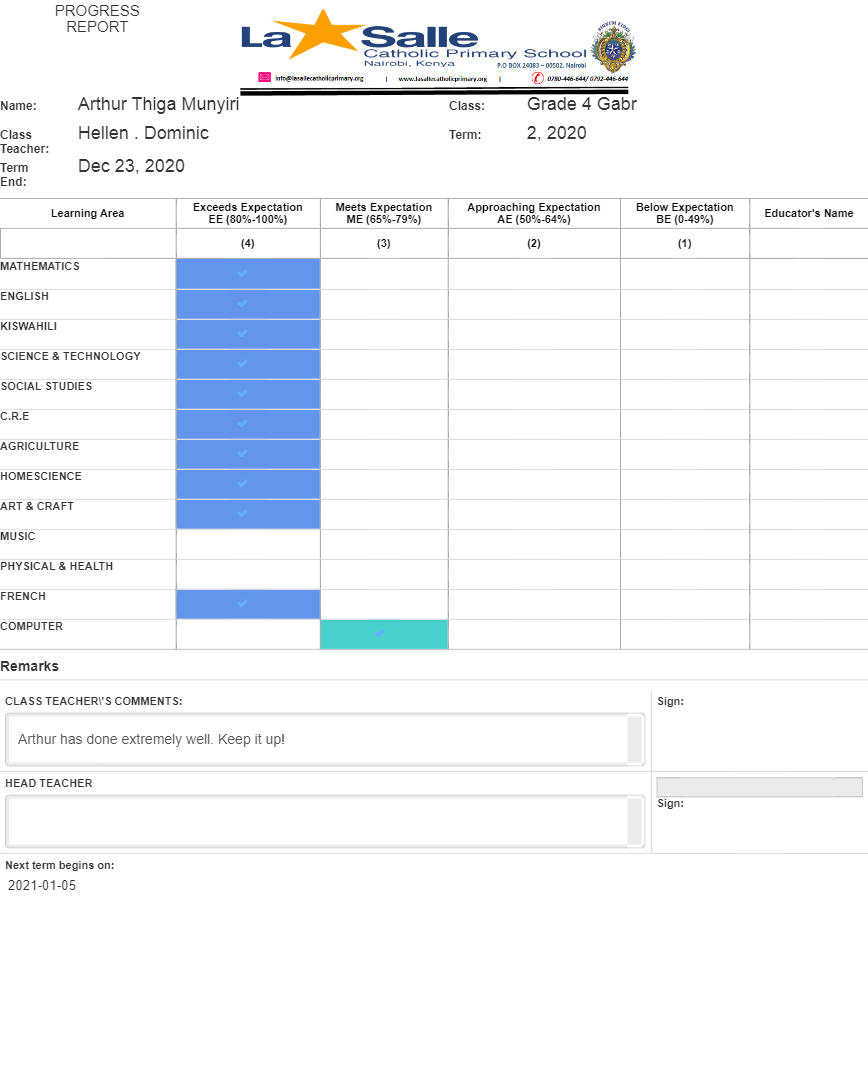 PROGRESS
REPORT
La Salle
Catholic Primary School
Nairobi, Kenya
P.O BOX 24083 – 00502, Nairobi
info@lasallecatholicprimary.org | www.lasallecatholicprimary.org | 0780-446-644/ 0792-446-644
Name: Arthur Thiga Munyiri Class: Grade 4 Gabr
Class Teacher: Hellen . Dominic Term: 2, 2020
Term End: Dec 23, 2020
Learning Area Exceeds Expectation EE (80%-100%) Meets Expectation ME (65%-79%) Approaching Expectation AE (50%-64%) Below Expectation BE (0-49%) Educator's Name
(4) (3) (2) (1)
MATHEMATICS ✔
ENGLISH ✔
KISWAHILI ✔
SCIENCE & TECHNOLOGY ✔
SOCIAL STUDIES ✔
C.R.E ✔
AGRICULTURE ✔
HOMESCIENCE ✔
ART & CRAFT ✔
MUSIC
PHYSICAL & HEALTH
FRENCH ✔
COMPUTER ✔
Remarks
CLASS TEACHER\'S COMMENTS: Sign:
Arthur has done extremely well. Keep it up!
HEAD TEACHER
Sign:
Next term begins on:
2021-01-05